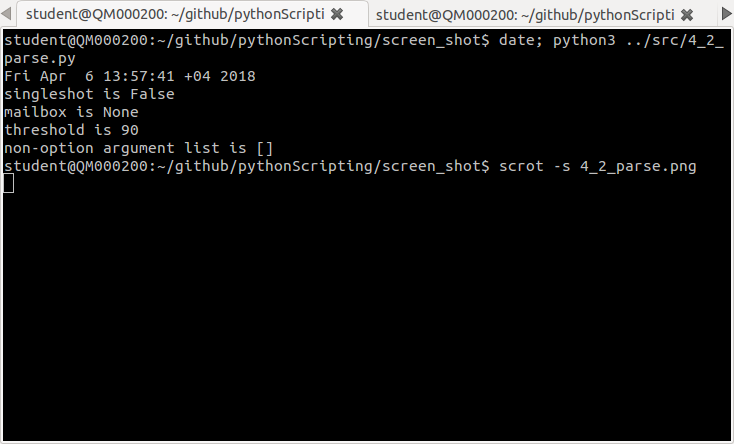 student@QM000200: ~/github/pythonScripti student@QM000200: ~/github/pythonScripti
student@QM000200:~/github/pythonScripting/screen_shot$ date; python3 ../src/4_2_
parse.py
Fri Apr  6 13:57:41 +04 2018
singleshot is False
mailbox is None
threshold is 90
non-option argument list is []
student@QM000200:~/github/pythonScripting/screen_shot$ scrot -s 4_2_parse.png